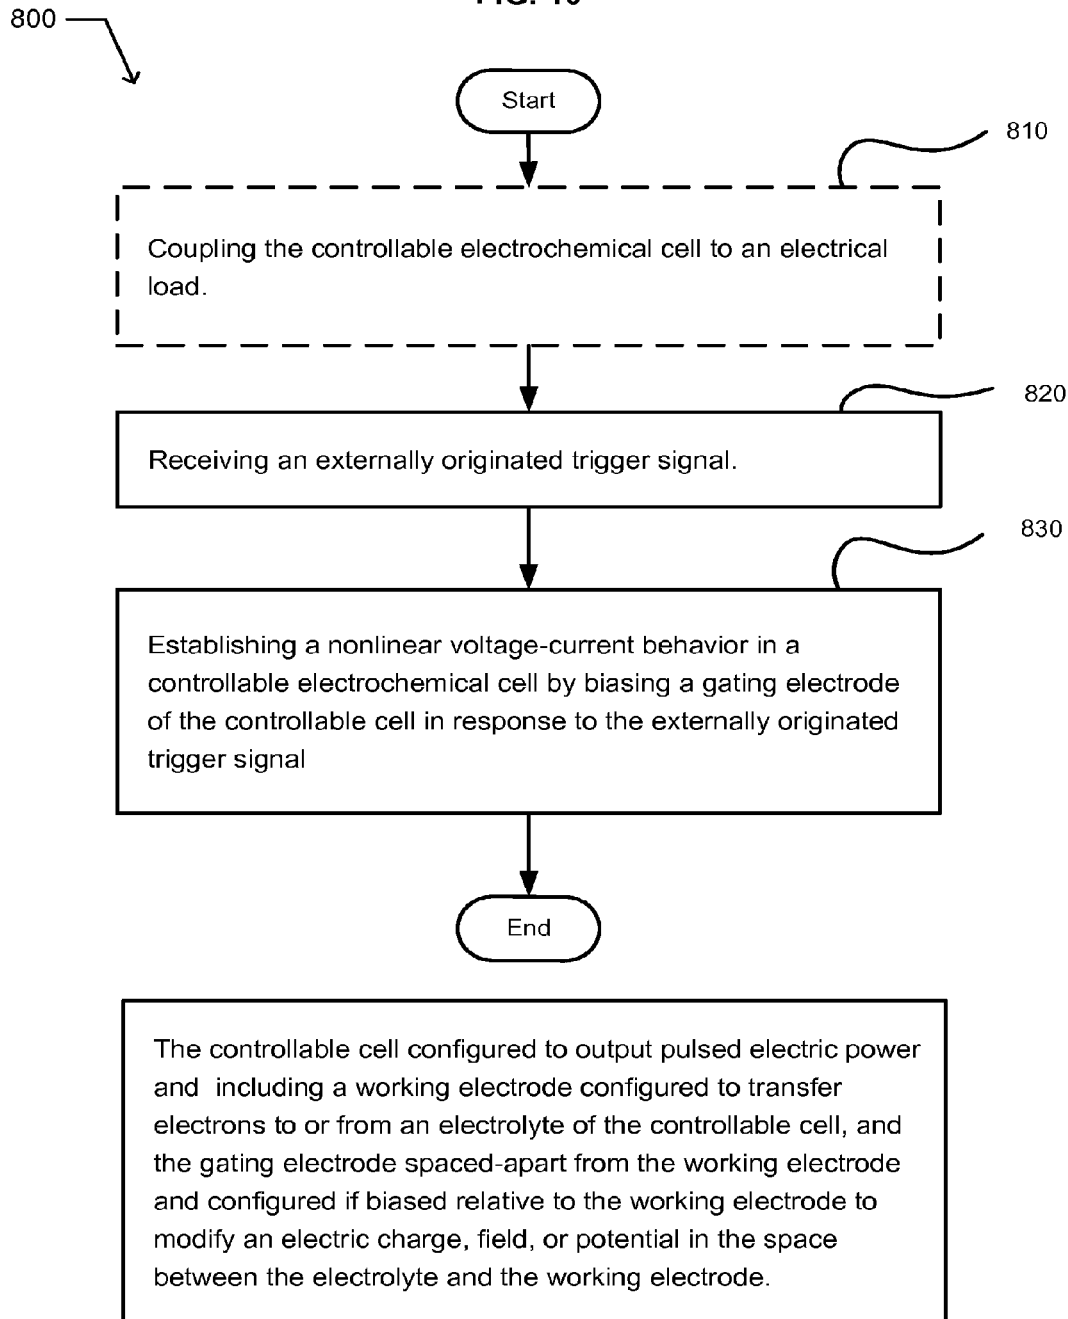 800
Start
810
Coupling the controllable electrochemical cell to an electrical
load.
820
Receiving an externally originated trigger signal.
830
Establishing a nonlinear voltage-current behavior in a
controllable electrochemical cell by biasing a gating electrode
of the controllable cell in response to the externally originated
trigger signal
End
The controllable cell configured to output pulsed electric power
and including a working electrode configured to transfer
electrons to or from an electrolyte of the controllable cell, and
the gating electrode spaced-apart from the working electrode
and configured if biased relative to the working electrode to
modify an electric charge, field, or potential in the space
between the electrolyte and the working electrode.